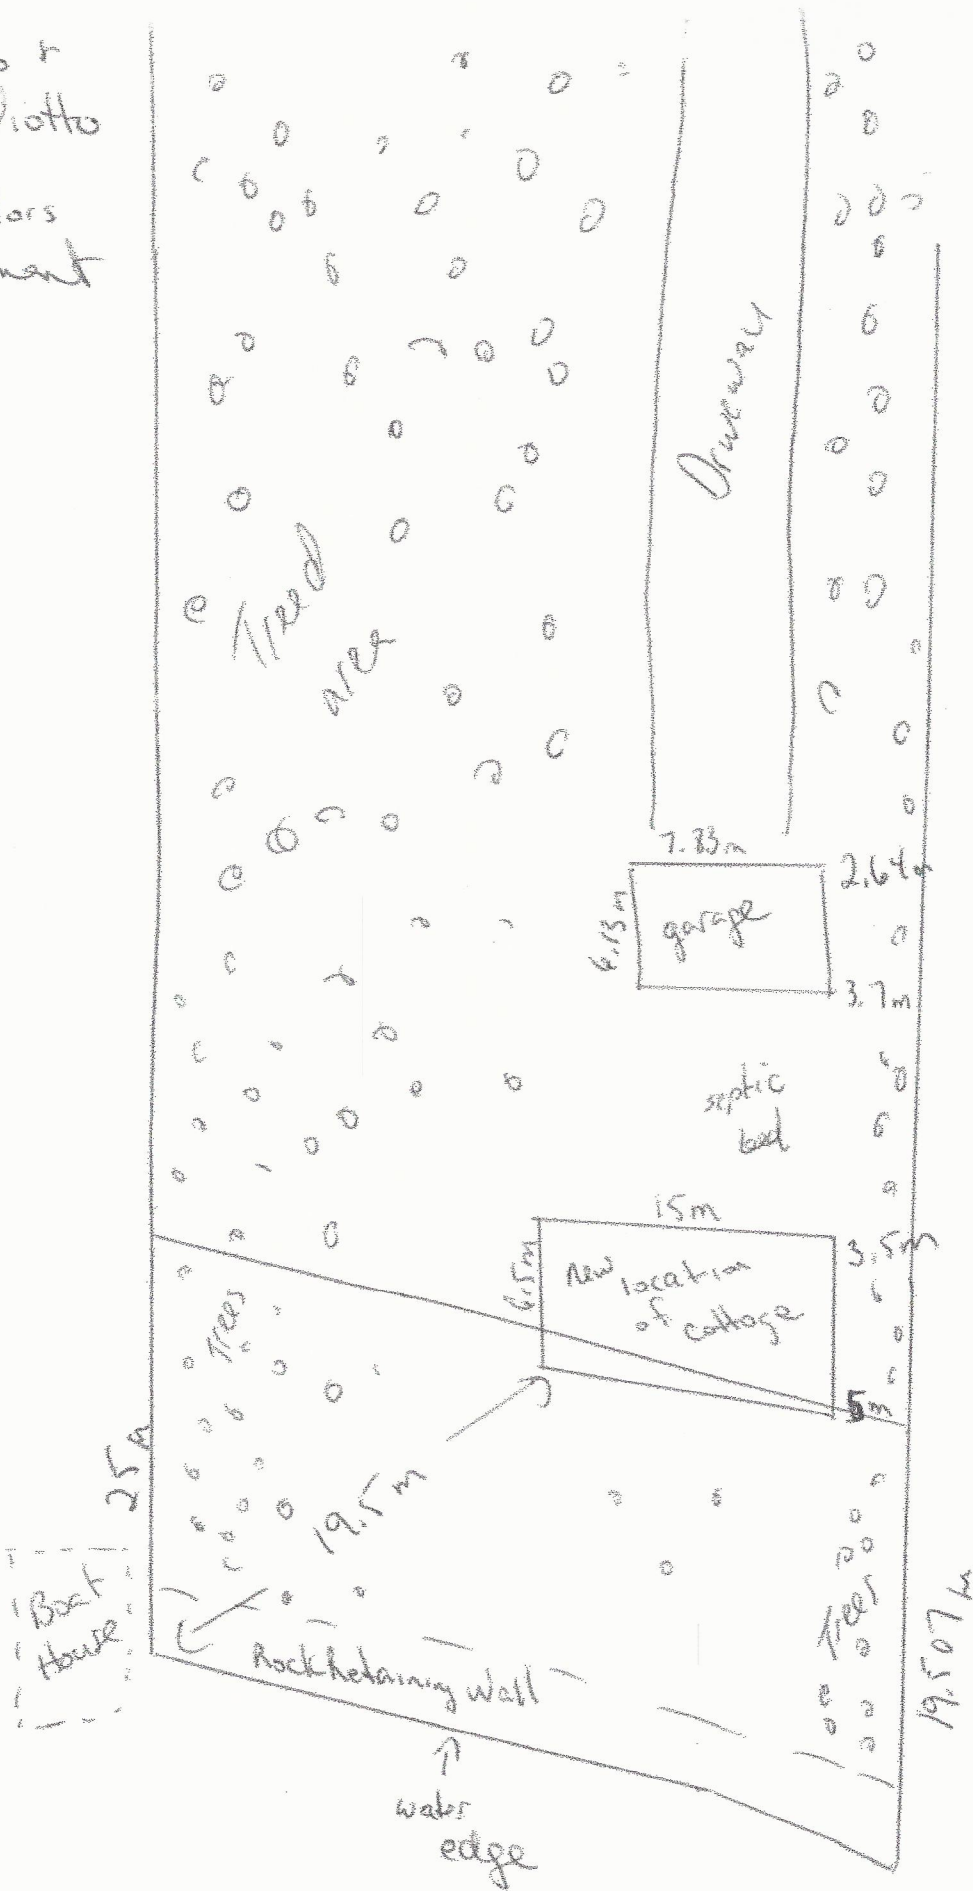 Driveway
Treed
area
7.83m
2.64m
6.13m
garage
3.7m
septic
bed
15m
3.5m
6.5m
New location
of cottage
5m
Trees
25m
19.5m
Boat
House
Trees
19.507m
Rock Retaining Wall
water
edge